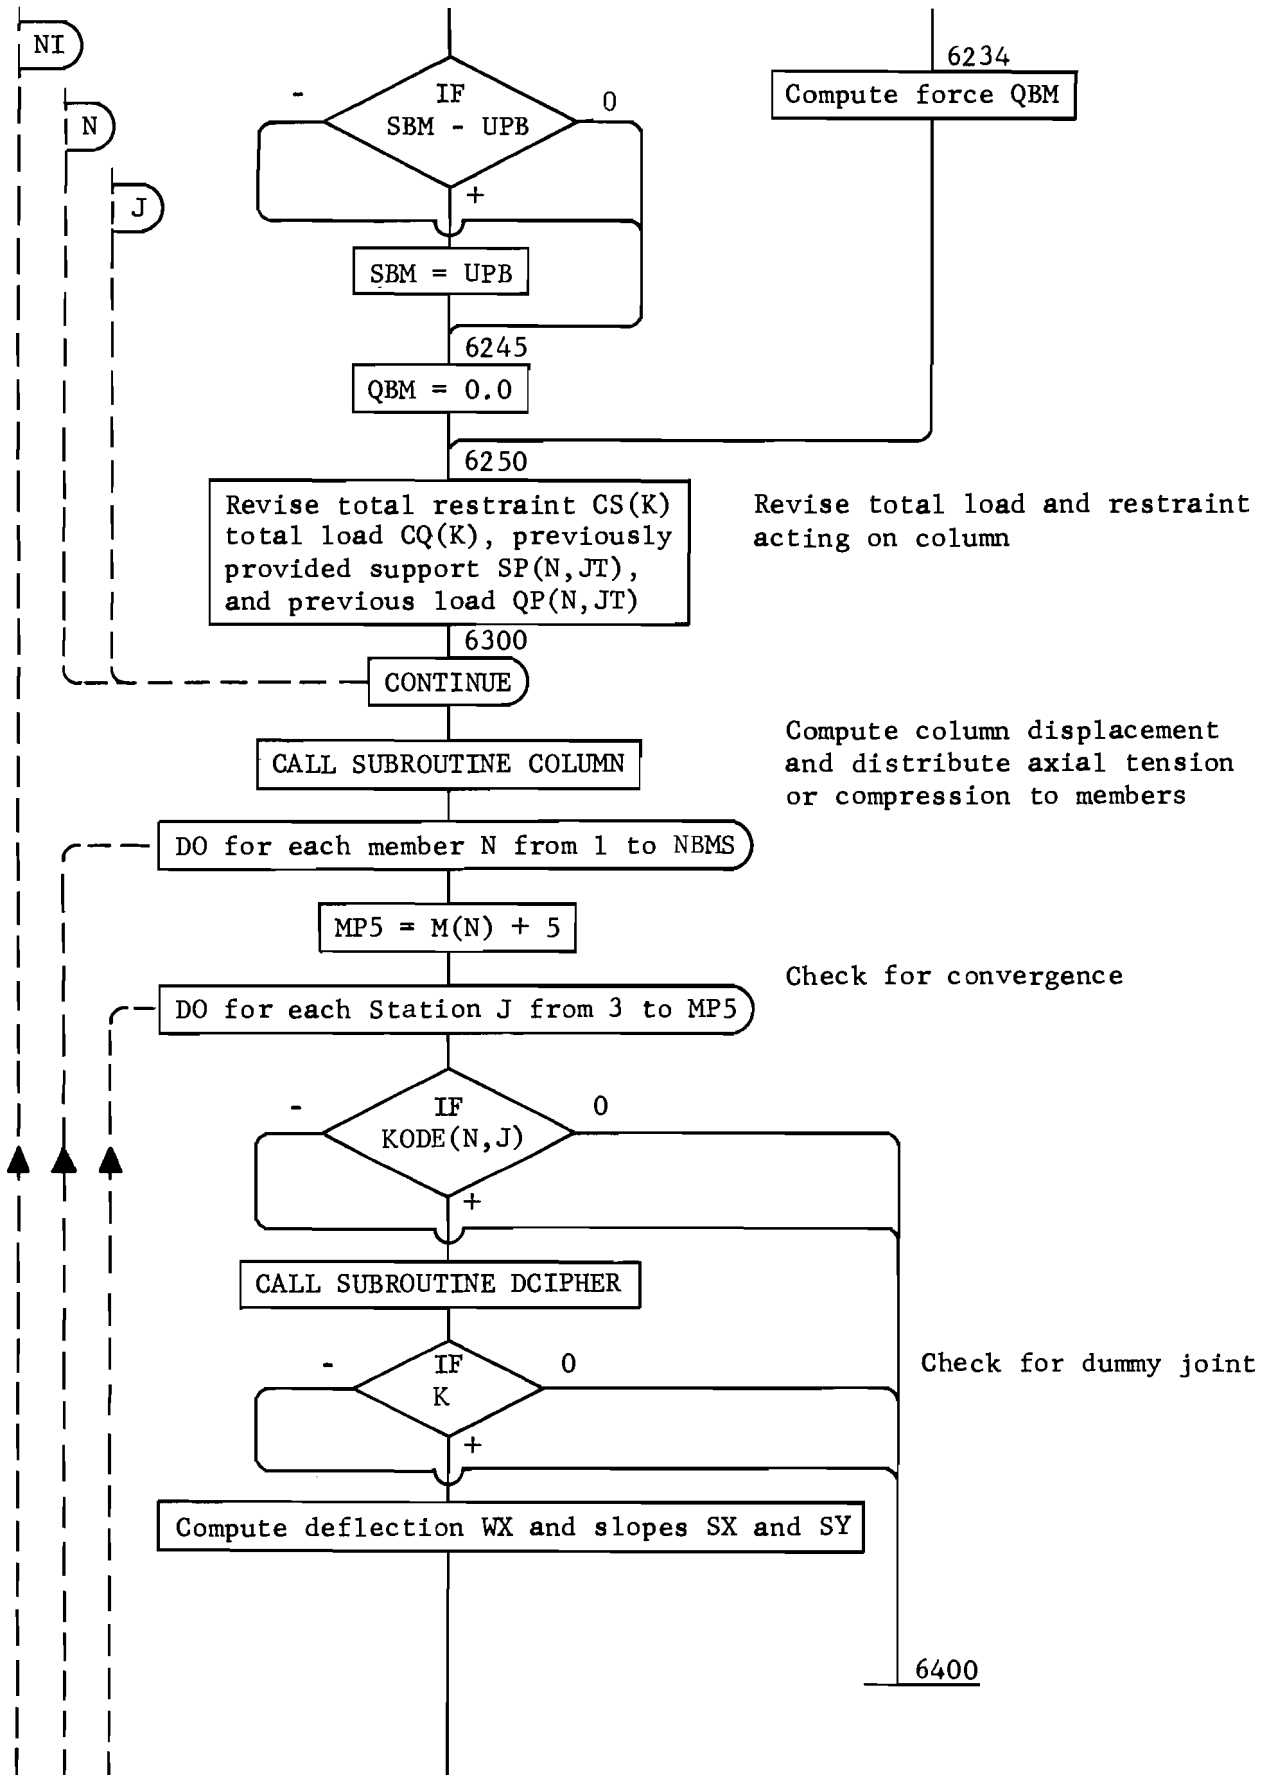 NI
N
J
6234
Compute force QBM
IF
SBM - UPB
-
0
+
SBM = UPB
6245
QBM = 0.0
6250
Revise total restraint CS(K)
total load CQ(K), previously
provided support SP(N,JT),
and previous load QP(N,JT)
Revise total load and restraint
acting on column
6300
CONTINUE
CALL SUBROUTINE COLUMN
Compute column displacement
and distribute axial tension
or compression to members
DO for each member N from 1 to NBMS
MP5 = M(N) + 5
Check for convergence
DO for each Station J from 3 to MP5
-
IF
KODE(N,J)
0
+
CALL SUBROUTINE DCIPHER
-
IF
K
0
+
Check for dummy joint
Compute deflection WX and slopes SX and SY
6400